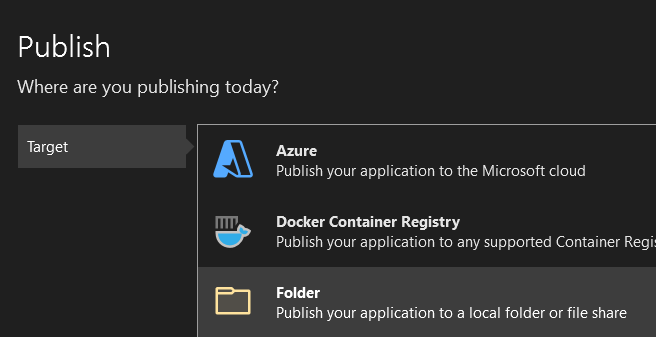 Publish
Where are you publishing today?
Target
Azure
Publish your application to the Microsoft cloud
Docker Container Registry
Publish your application to any supported Container Regis
Folder
Publish your application to a local folder or file share